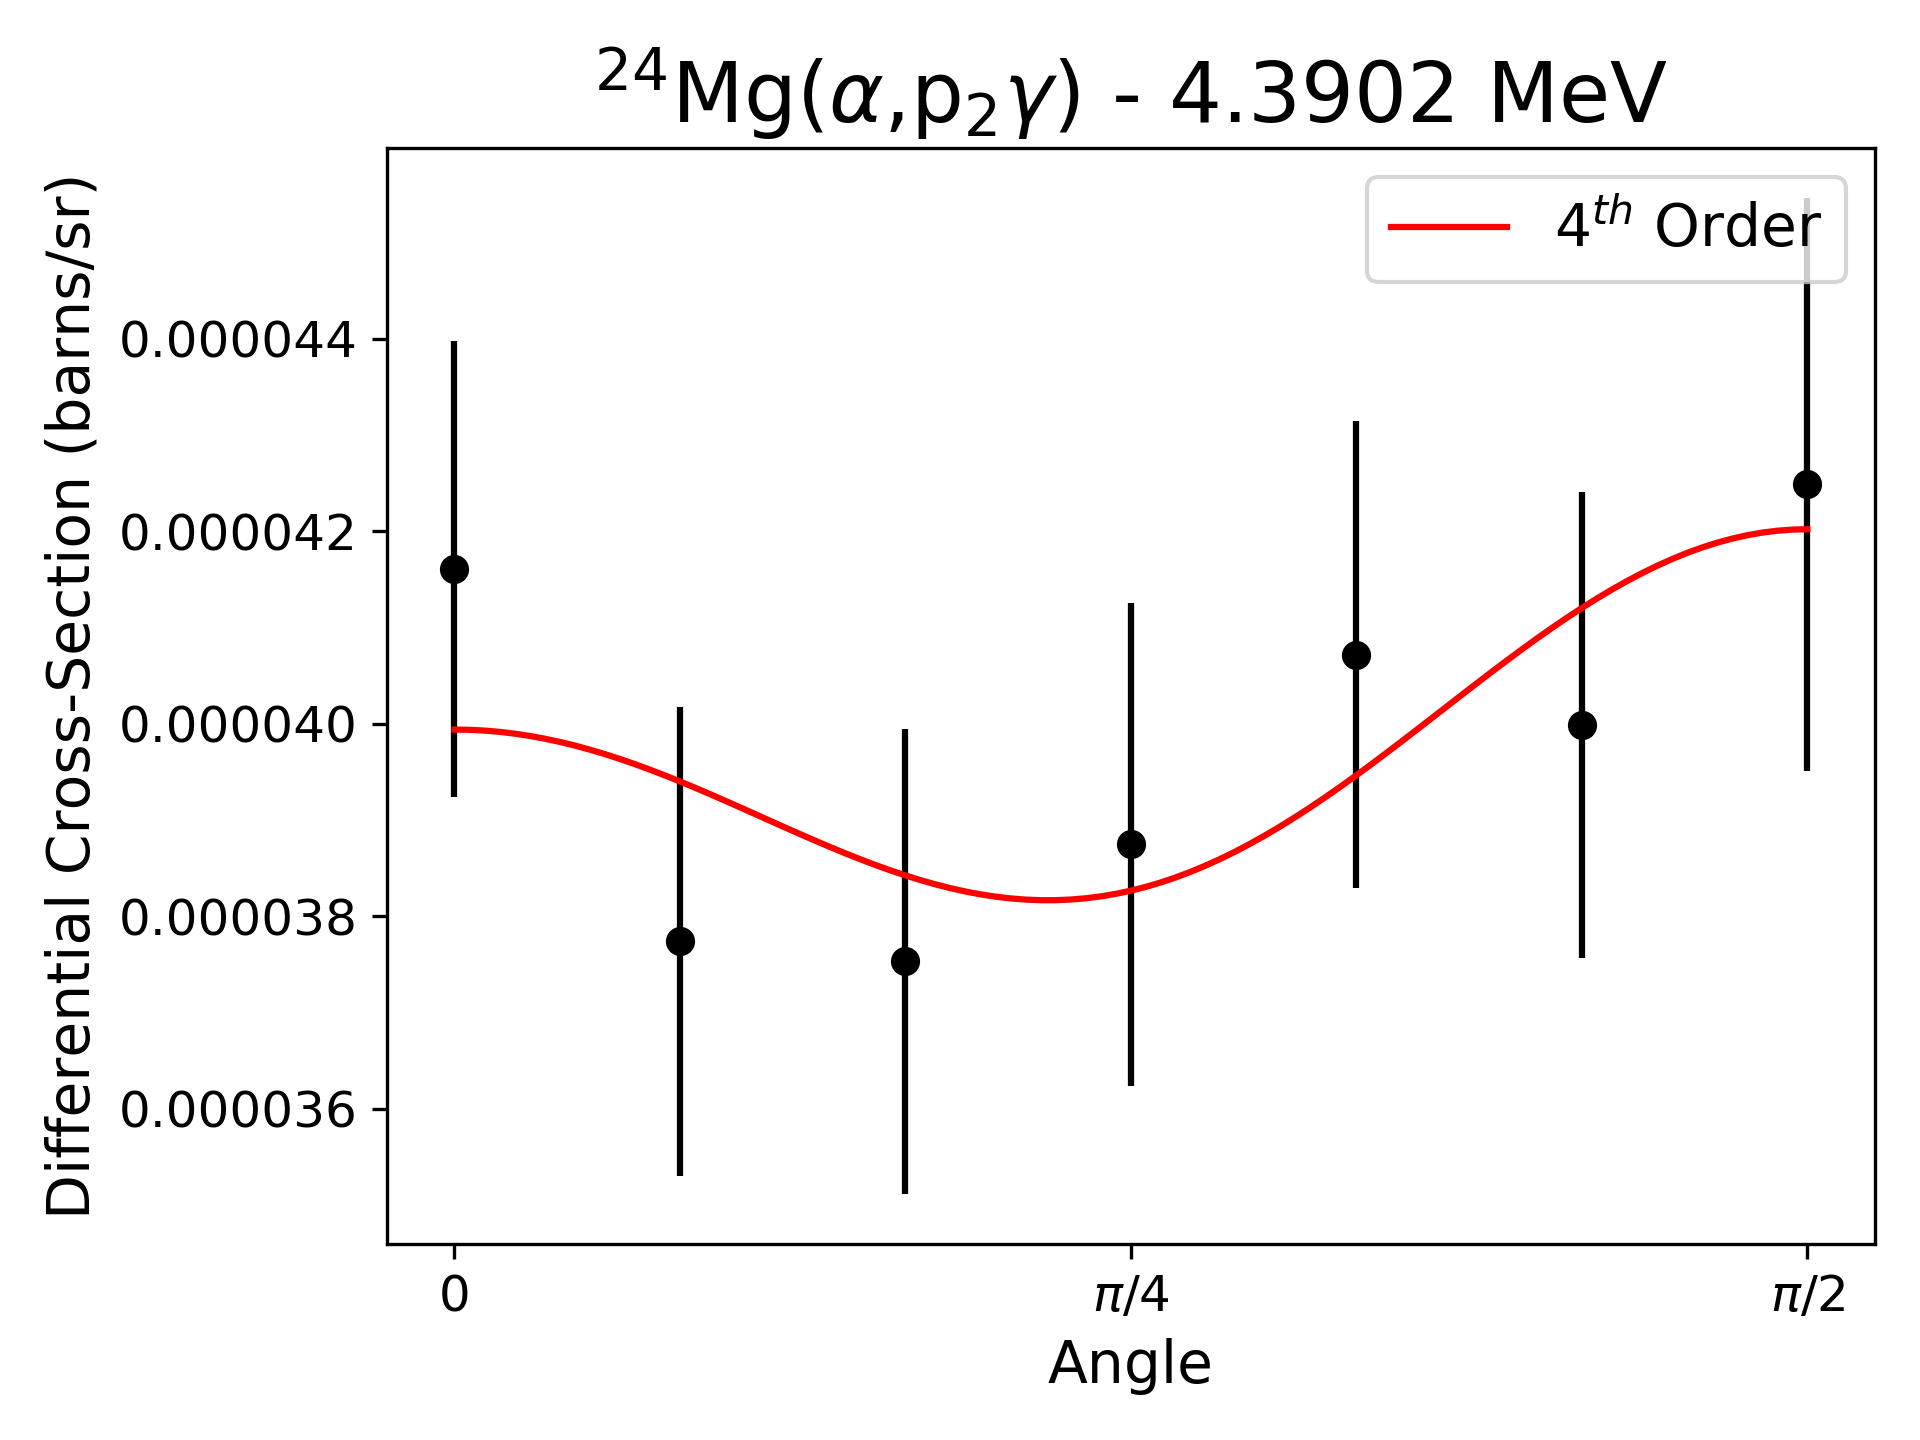 ²⁴Mg(α,p₂γ) - 4.3902 MeV
4ᵗʰ Order
Differential Cross-Section (barns/sr)
0.000044
0.000042
0.000040
0.000038
0.000036
0
π/4
π/2
Angle